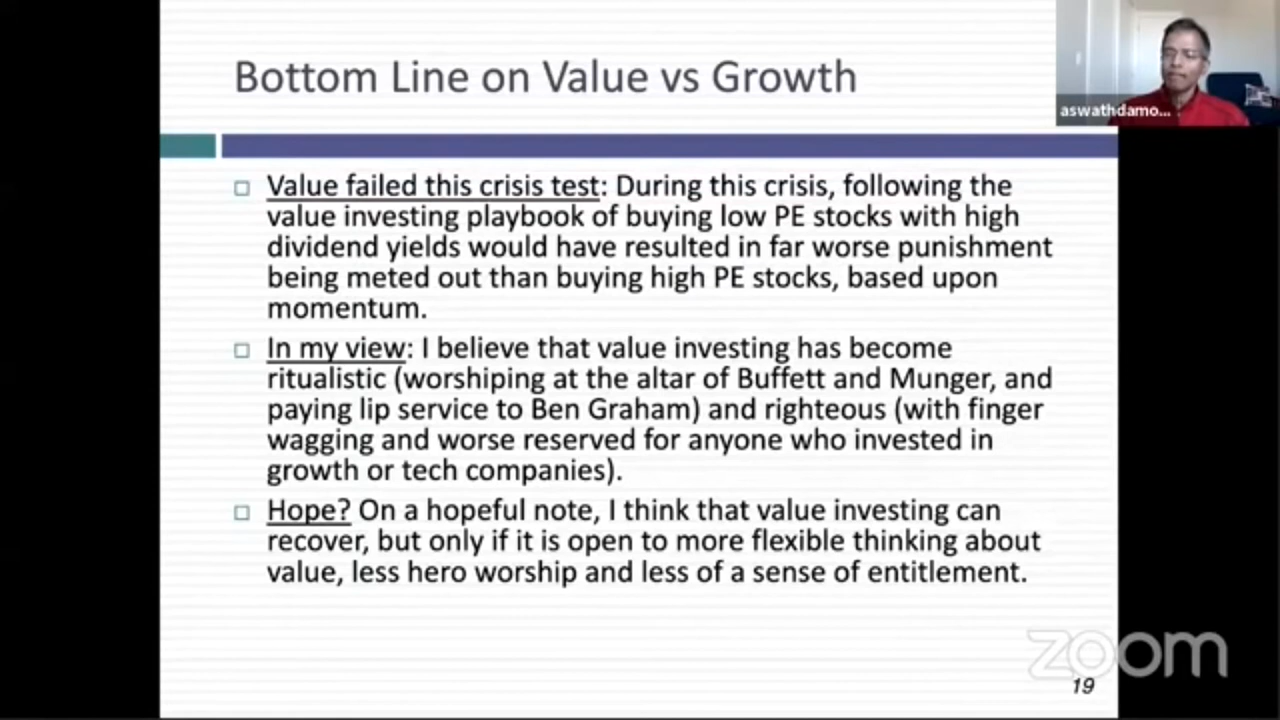 Bottom Line on Value vs Growth
aswathdamo...
Value failed this crisis test: During this crisis, following the
value investing playbook of buying low PE stocks with high
dividend yields would have resulted in far worse punishment
being meted out than buying high PE stocks, based upon
momentum.
In my view: I believe that value investing has become
ritualistic (worshiping at the altar of Buffett and Munger, and
paying lip service to Ben Graham) and righteous (with finger
wagging and worse reserved for anyone who invested in
growth or tech companies).
Hope? On a hopeful note, I think that value investing can
recover, but only if it is open to more flexible thinking about
value, less hero worship and less of a sense of entitlement.
zoom
19